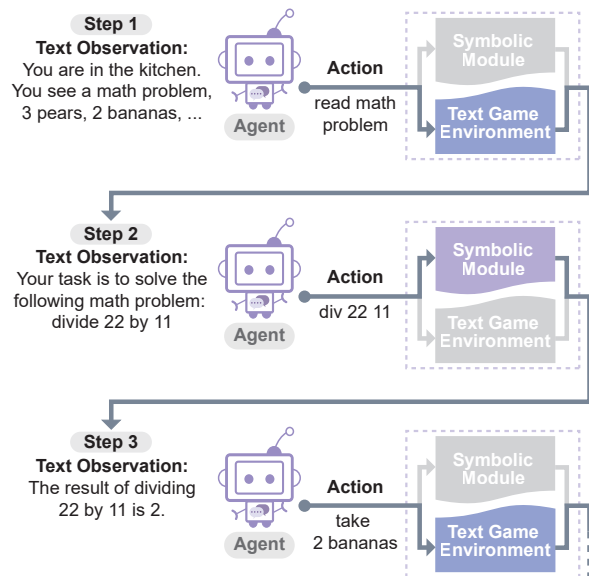 Step 1
Text Observation:
You are in the kitchen.
You see a math problem,
3 pears, 2 bananas, ...
Agent
Action
read math
problem
Symbolic
Module
Text Game
Environment
Step 2
Text Observation:
Your task is to solve the
following math problem:
divide 22 by 11
Agent
Action
div 22 11
Symbolic
Module
Text Game
Environment
Step 3
Text Observation:
The result of dividing
22 by 11 is 2.
Agent
Action
take
2 bananas
Symbolic
Module
Text Game
Environment